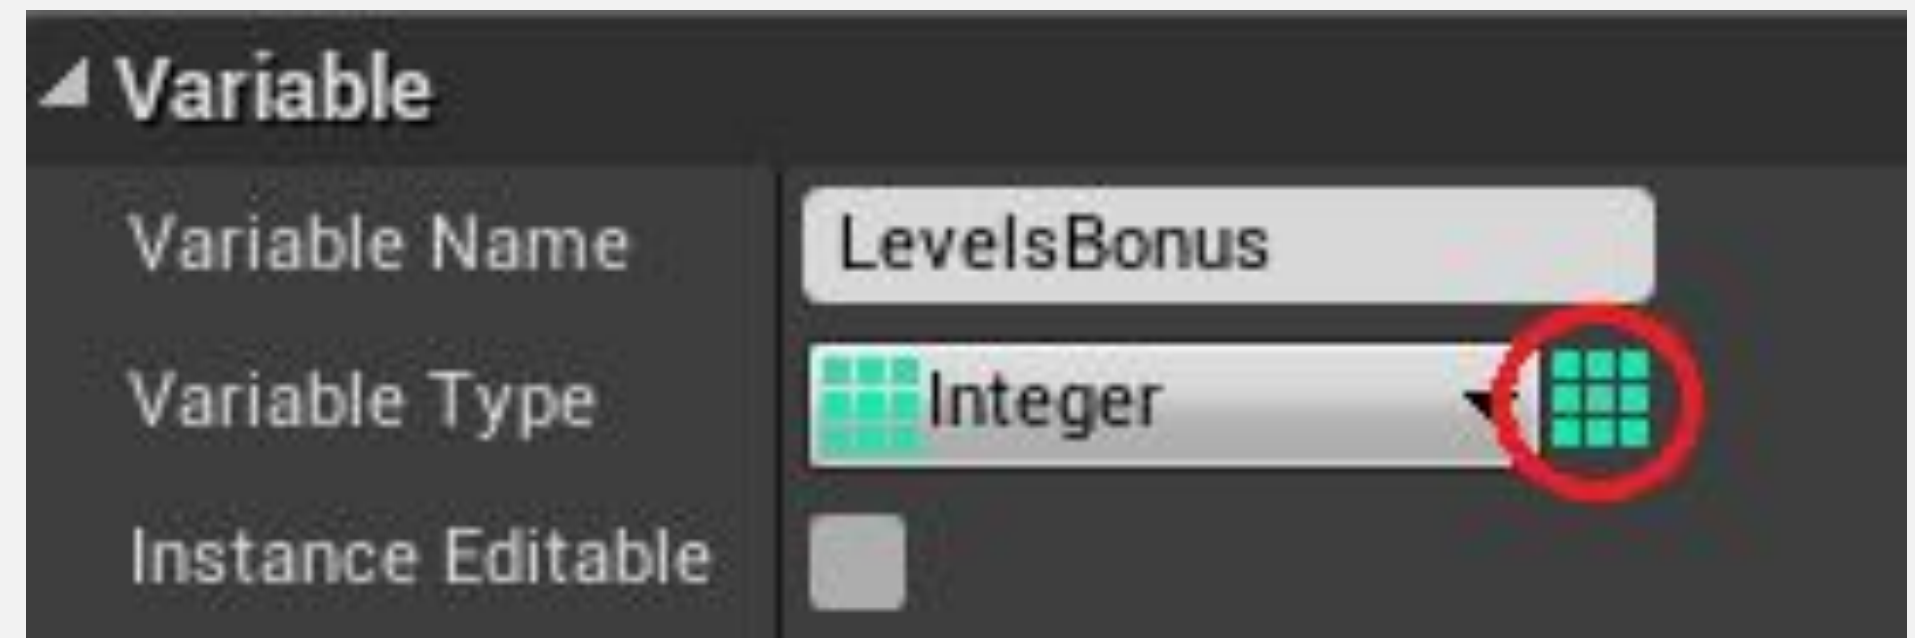 Variable
Variable Name LevelsBonus
Variable Type Integer
Instance Editable